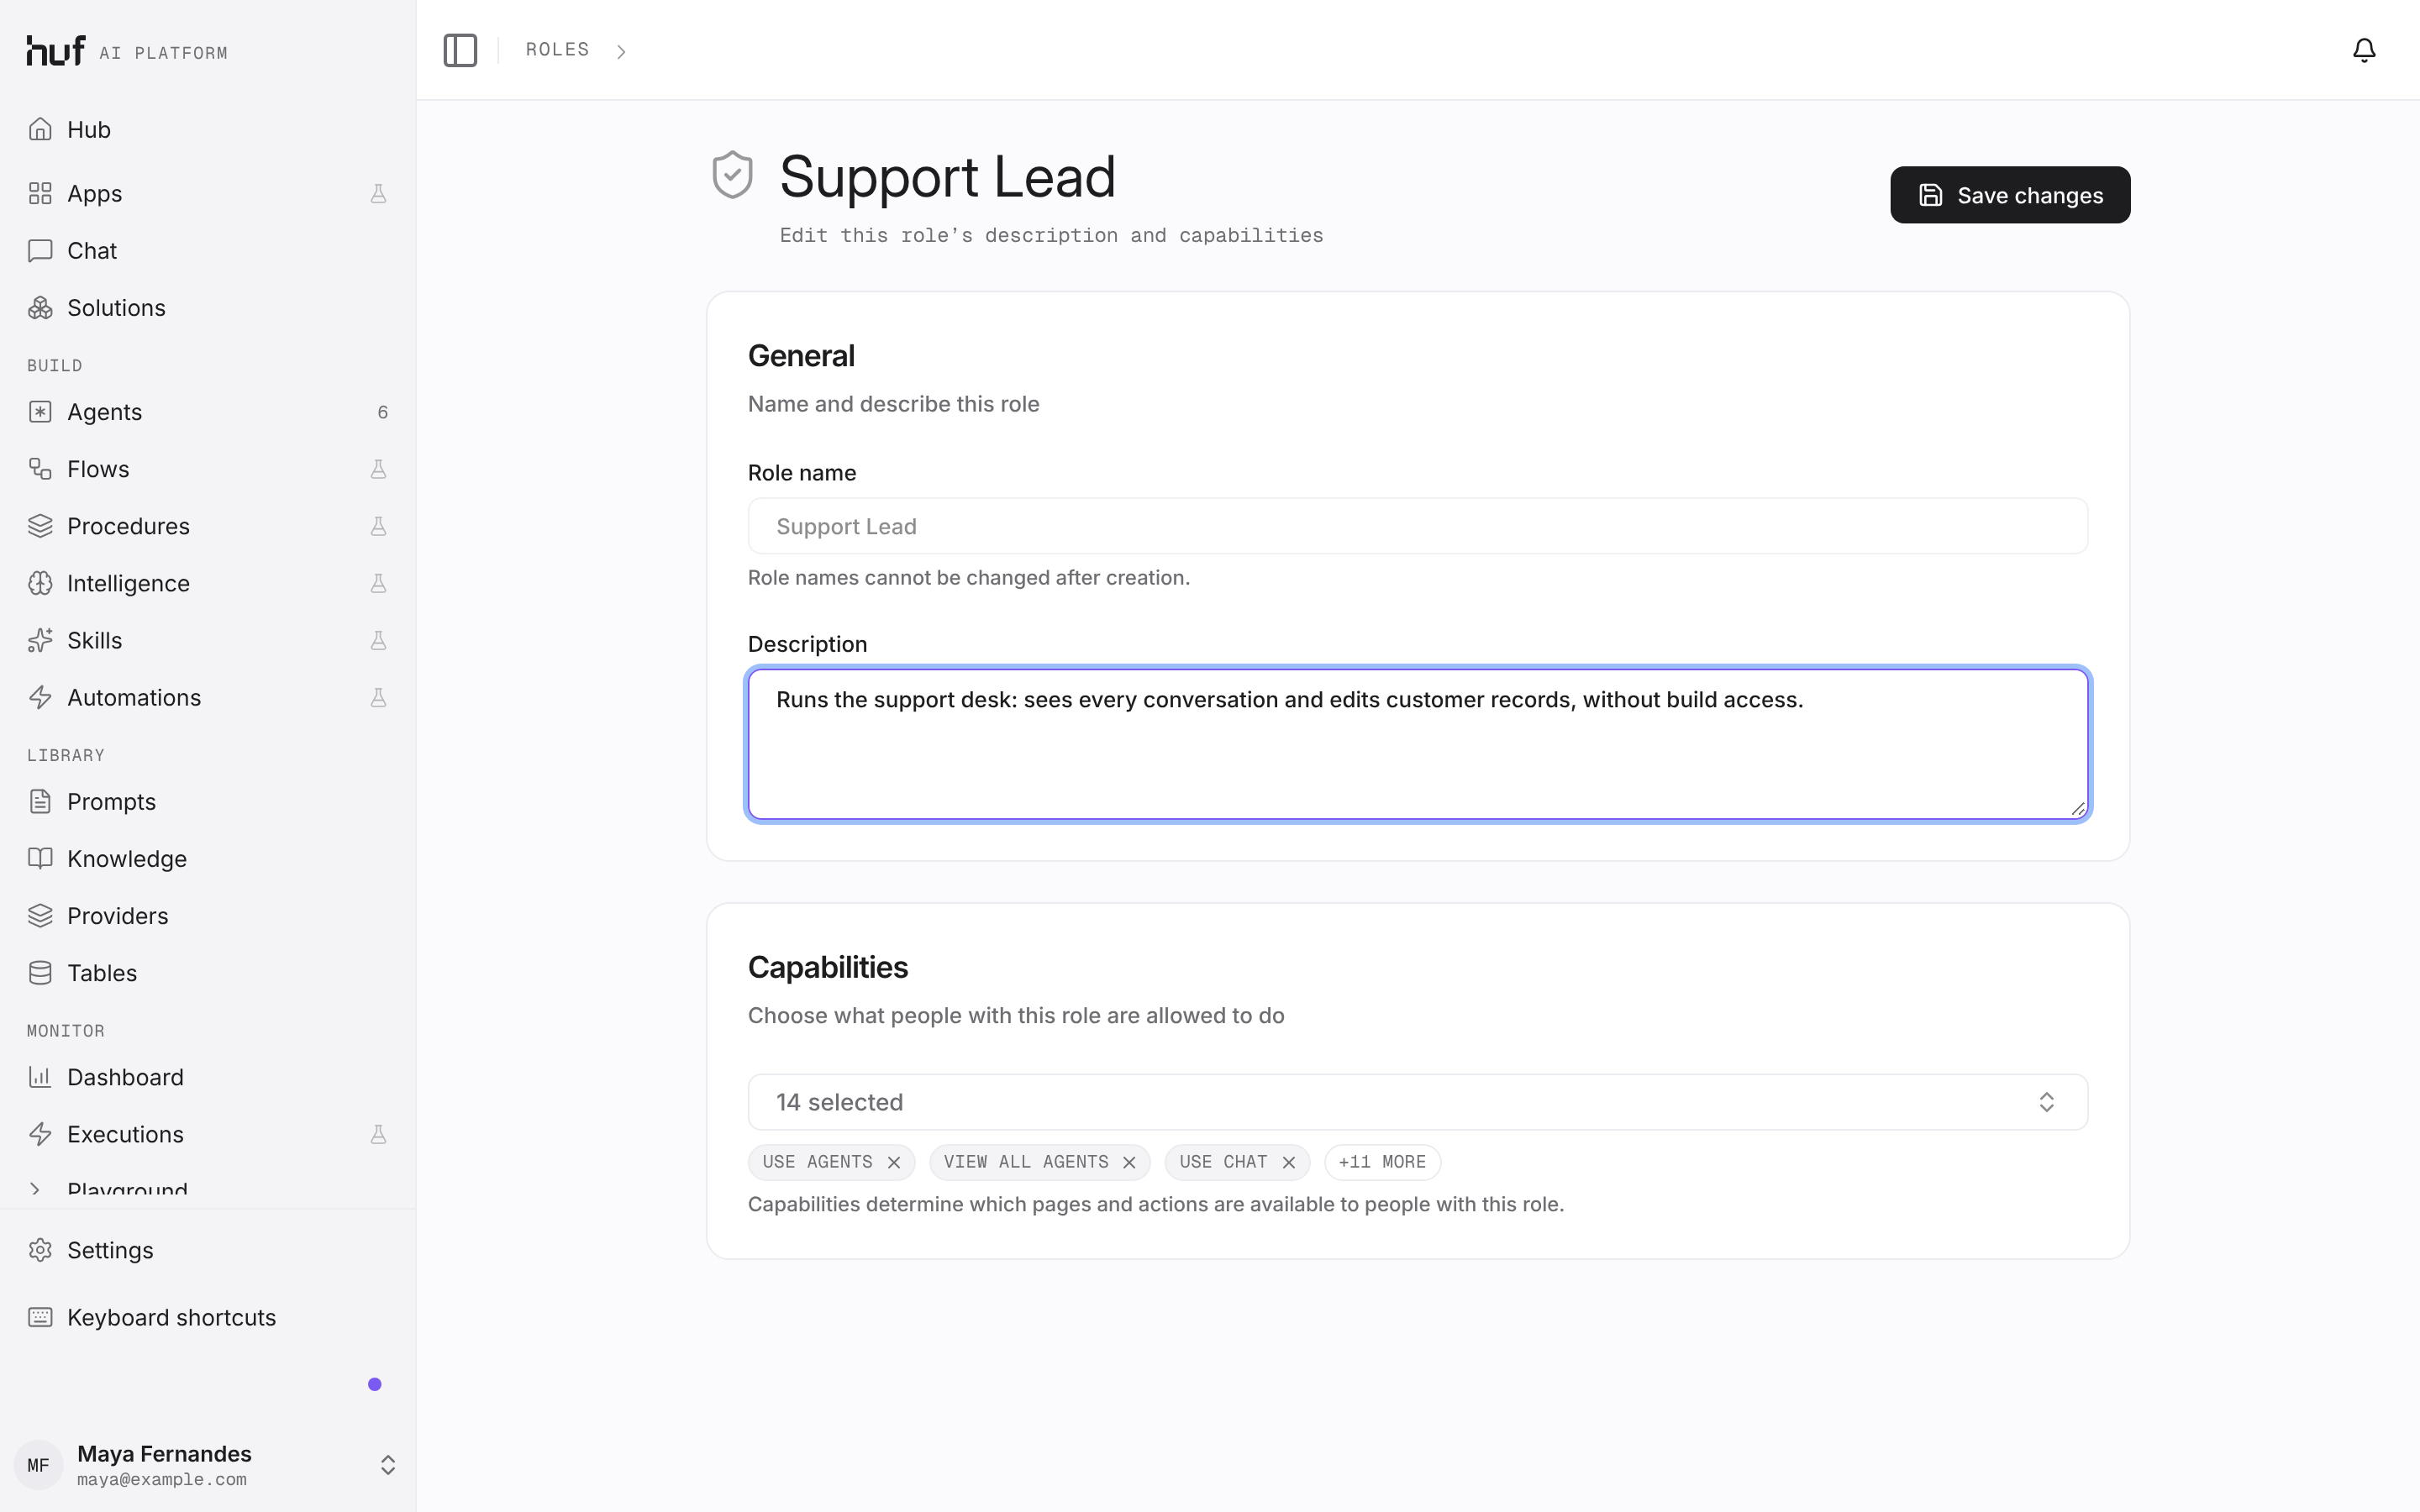 huf AI PLATFORM
Hub
Apps
Chat
Solutions
BUILD
Agents 6
Flows
Procedures
Intelligence
Skills
Automations
LIBRARY
Prompts
Knowledge
Providers
Tables
MONITOR
Dashboard
Executions
Playground
Settings
Keyboard shortcuts
MF
Maya Fernandes
maya@example.com
ROLES
Support Lead
Edit this role’s description and capabilities
Save changes
General
Name and describe this role
Role name
Support Lead
Role names cannot be changed after creation.
Description
Runs the support desk: sees every conversation and edits customer records, without build access.
Capabilities
Choose what people with this role are allowed to do
14 selected
USE AGENTS VIEW ALL AGENTS USE CHAT +11 MORE
Capabilities determine which pages and actions are available to people with this role.